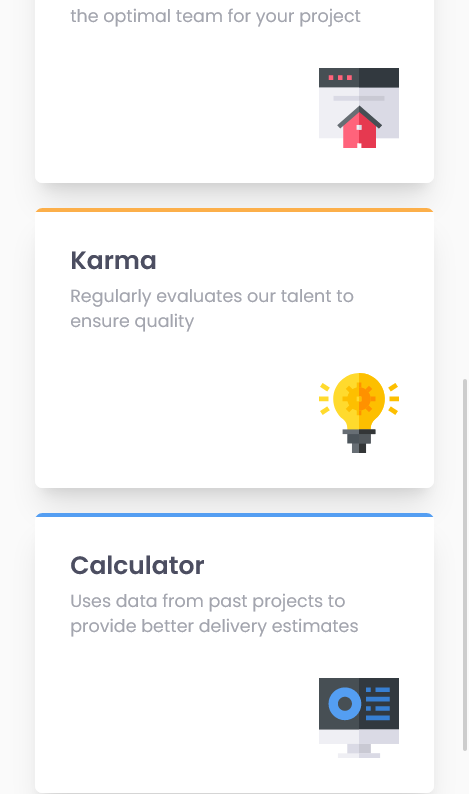 the optimal team for your project
Karma
Regularly evaluates our talent to
ensure quality
Calculator
Uses data from past projects to
provide better delivery estimates